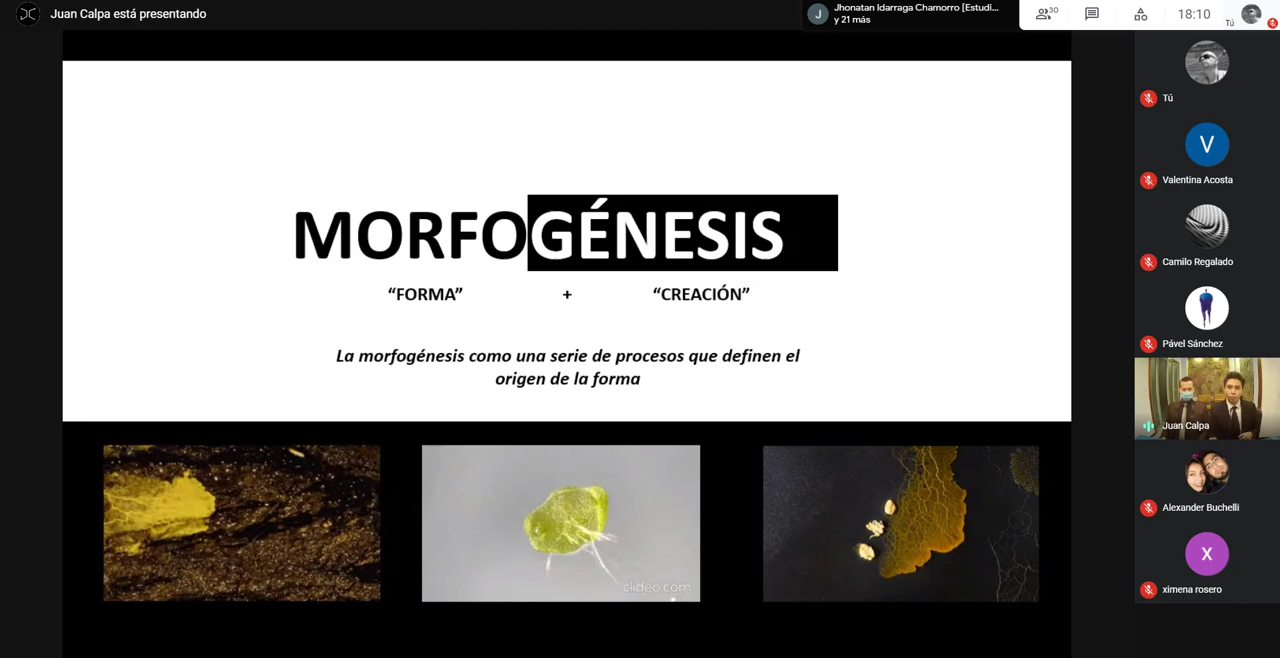 Juan Calpa está presentando
Jhonatan Idarraga Chamorro [Estudi...
y 21 más
J
30
18:10
Tú
Tú
V
Valentina Acosta
Camilo Regalado
Pável Sánchez
Juan Calpa
Alexander Buchelli
X
ximena rosero
MORFOGÉNESIS
“FORMA” + “CREACIÓN”
La morfogénesis como una serie de procesos que definen el
origen de la forma
clideo.com